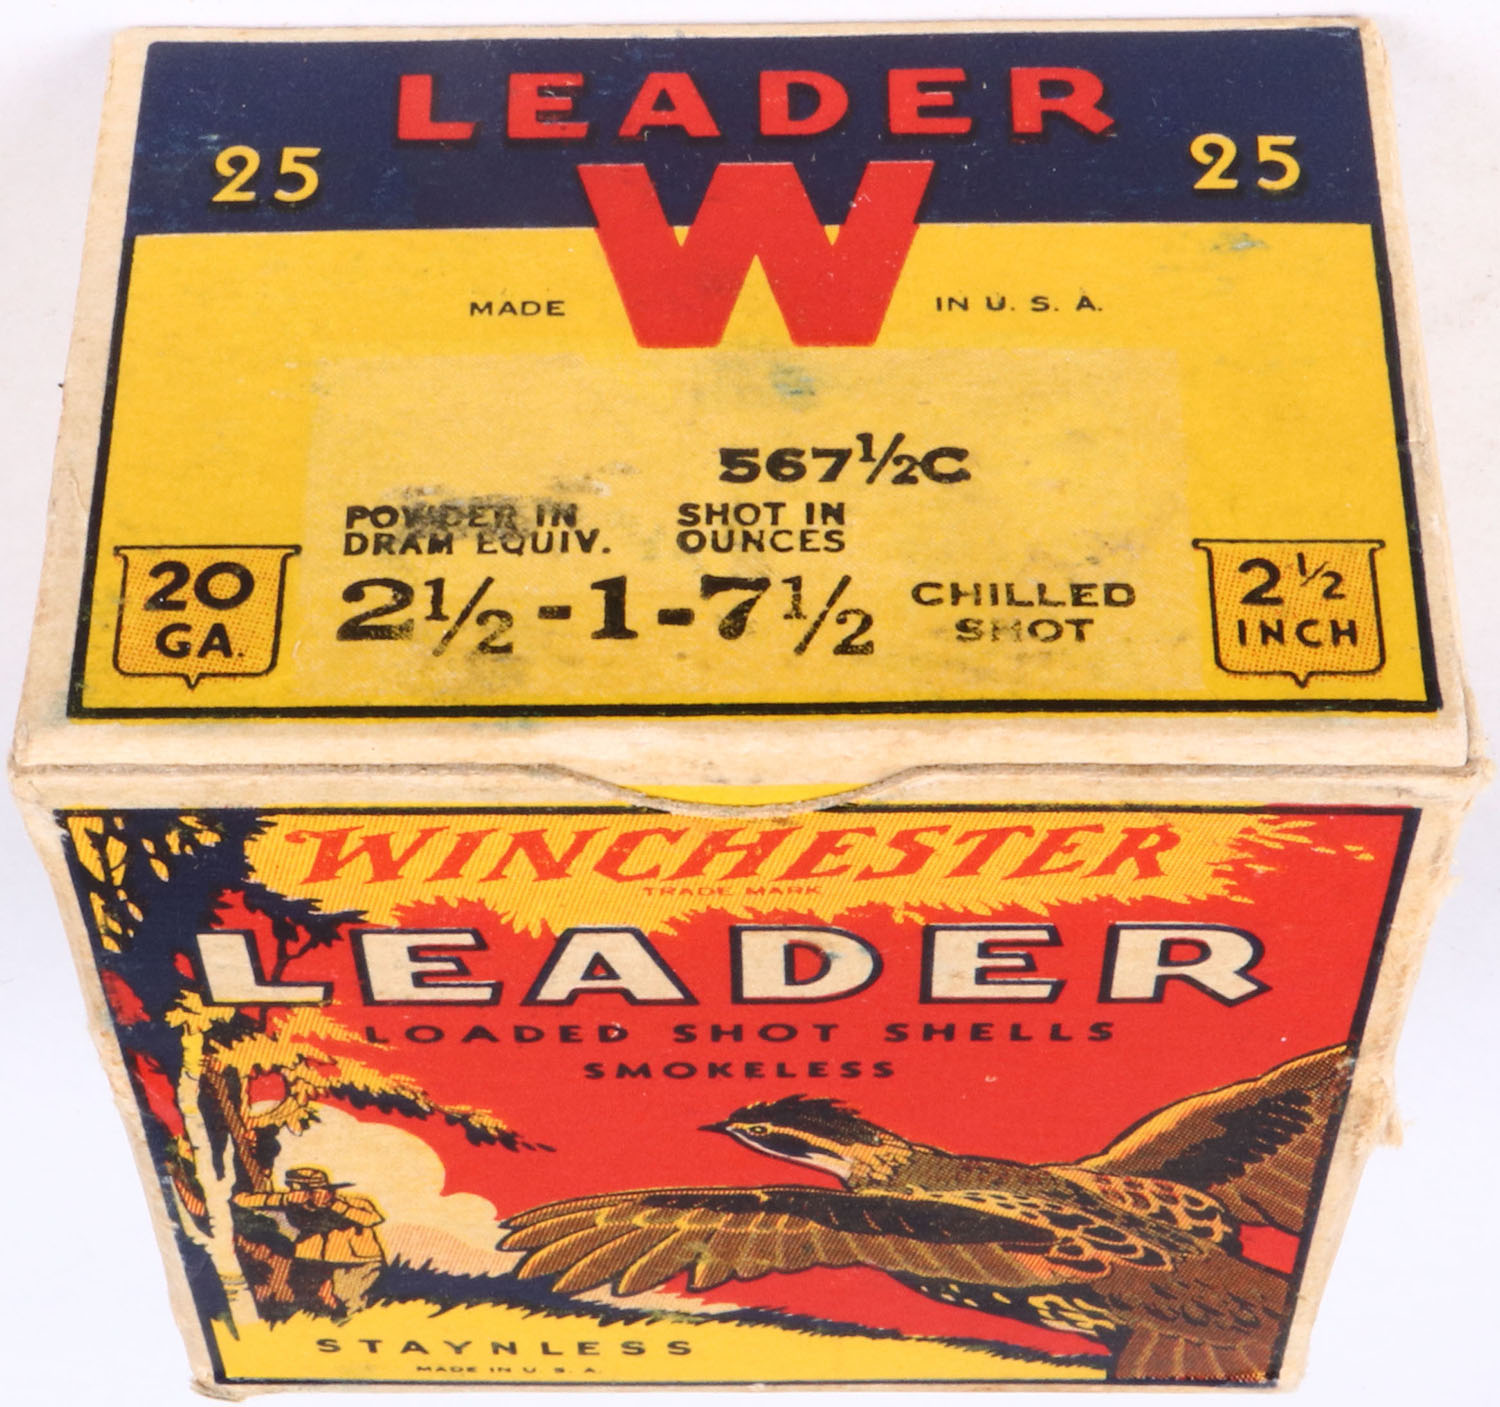 LEADER
25 W 25
MADE IN U. S. A.
567½C
POWDER IN SHOT IN
DRAM EQUIV. OUNCES
2½-1-7½ CHILLED
SHOT
20
GA.
2½
INCH
WINCHESTER
TRADE MARK
LEADER
LOADED SHOT SHELLS
SMOKELESS
STAYNLESS
MADE IN U. S. A.